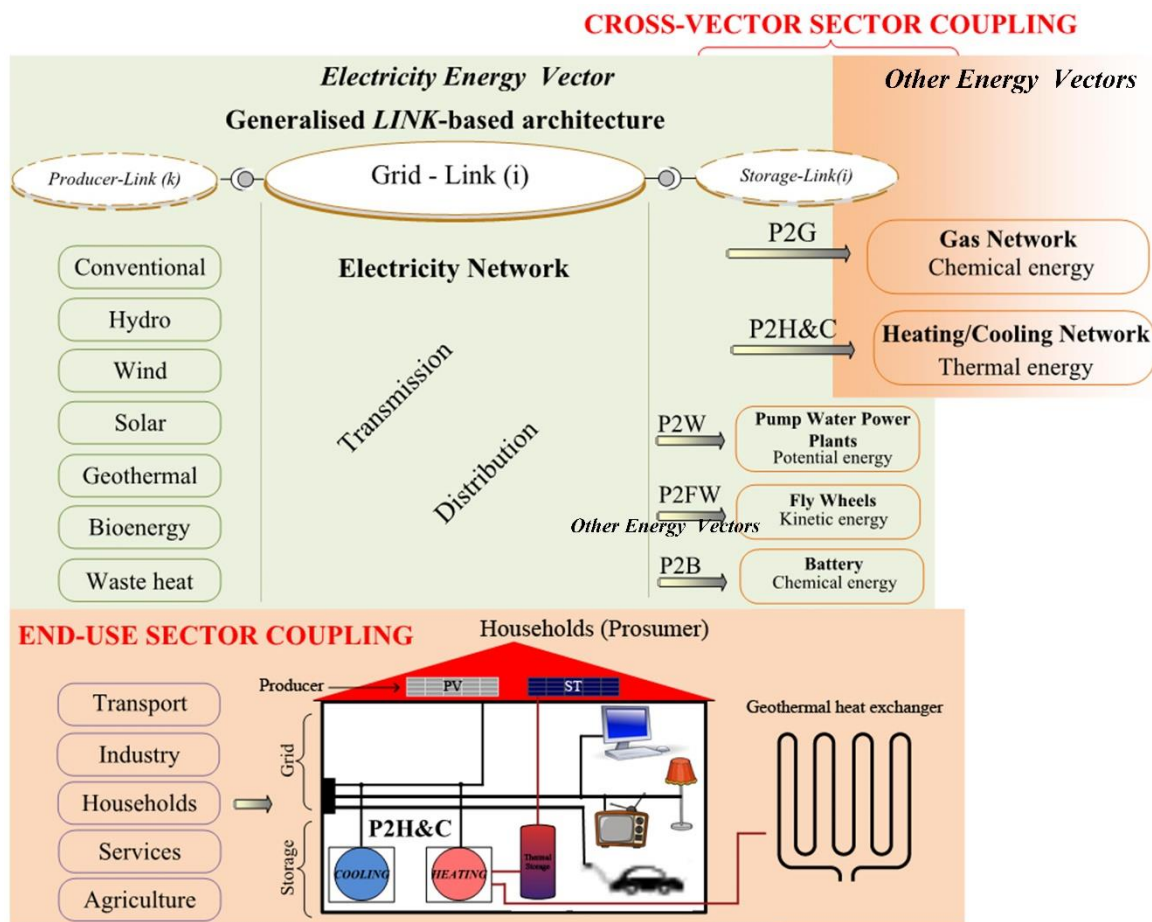 CROSS-VECTOR SECTOR COUPLING
Electricity Energy Vector
Other Energy Vectors
Generalised LINK-based architecture
Producer-Link (k)
Grid - Link (i)
Storage-Link(i)
Conventional
Hydro
Wind
Solar
Geothermal
Bioenergy
Waste heat
Electricity Network
Transmission
Distribution
P2G
Gas Network
Chemical energy
P2H&C
Heating/Cooling Network
Thermal energy
P2W
Pump Water Power
Plants
Potential energy
P2FW
Fly Wheels
Kinetic energy
Other Energy Vectors
P2B
Battery
Chemical energy
END-USE SECTOR COUPLING
Transport
Industry
Households
Services
Agriculture
Households (Prosumer)
Producer
PV
ST
Grid
Storage
P2H&C
COOLING
HEATING
Thermal
Storage
Geothermal heat exchanger